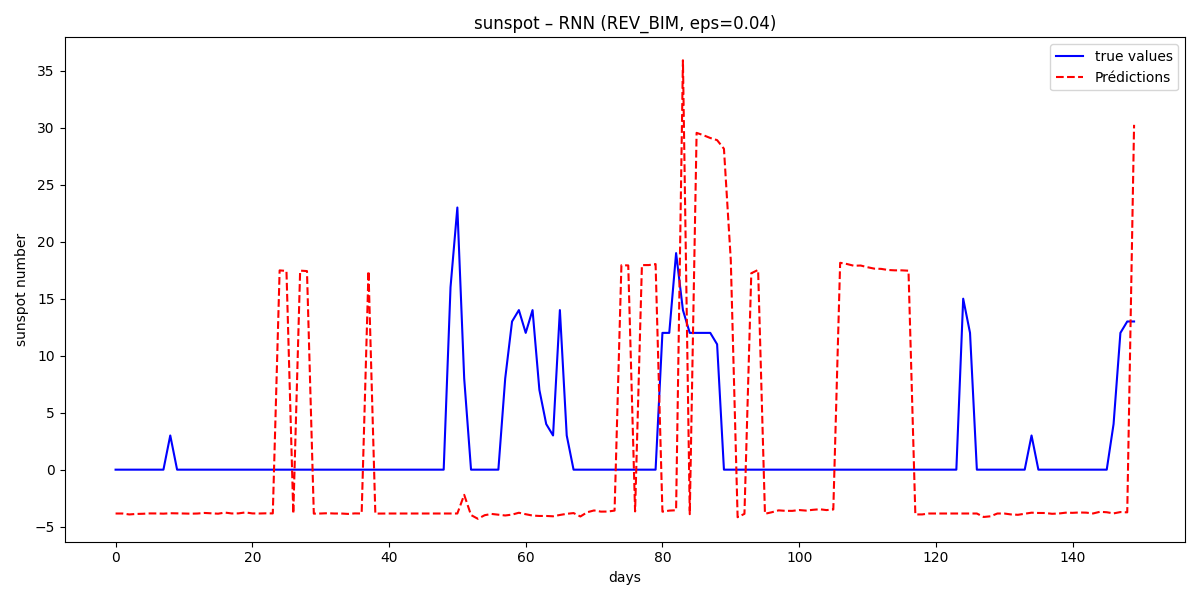 sunspot – RNN (REV_BIM, eps=0.04)
true values
Prédictions
sunspot number
35
30
25
20
15
10
5
0
−5
0 20 40 60 80 100 120 140
days